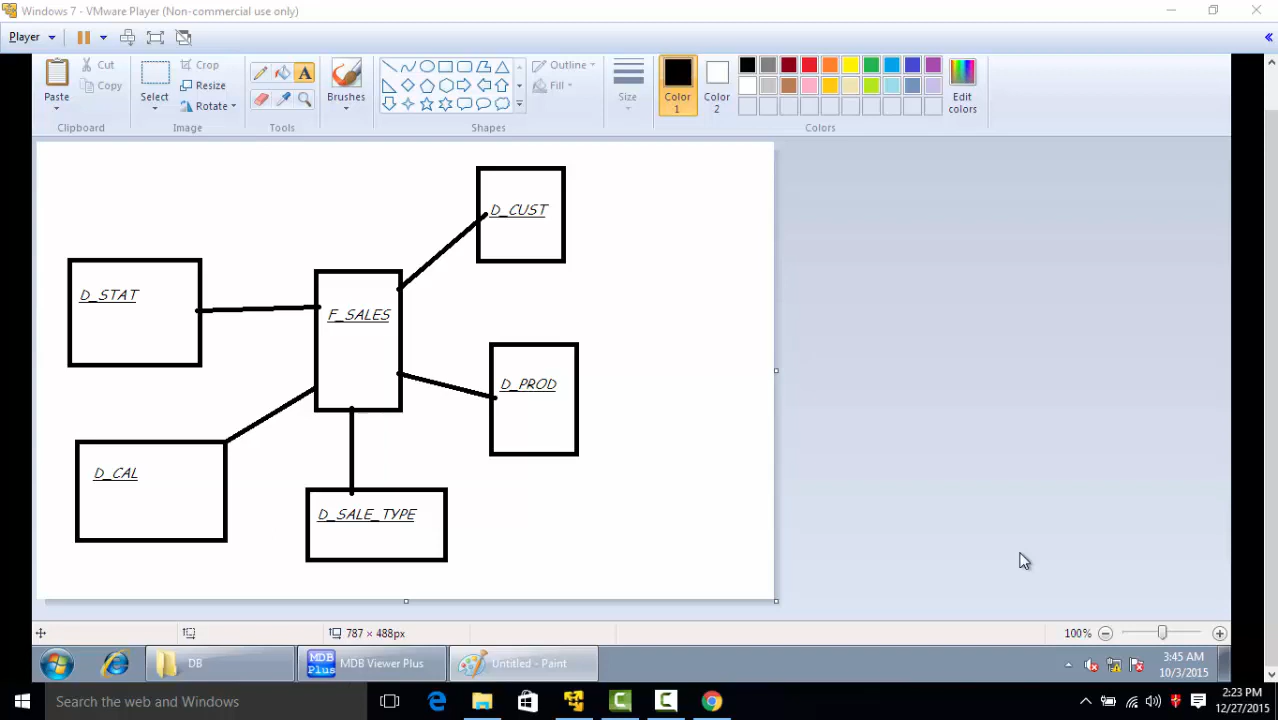 Windows 7 - VMware Player (Non-commercial use only)
Player
Paste
Cut
Copy
Clipboard
Select
Crop
Resize
Rotate
Image
A
Tools
Brushes
Outline
Fill
Shapes
Size
Color 1
Color 2
Edit colors
Colors
D_CUST
D_STAT
F_SALES
D_PROD
D_CAL
D_SALE_TYPE
787 × 488px
100%
DB
MDB Plus
MDB Viewer Plus
Untitled - Paint
3:45 AM
10/3/2015
Search the web and Windows
2:23 PM
12/27/2015